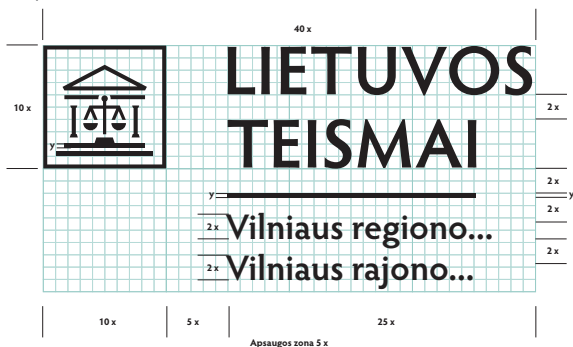 40 x
LIETUVOS
10 x
2 x
TEISMAI
y
2 x
y
y
2 x
2 x
Vilniaus regiono...
2 x
2 x
Vilniaus rajono...
10 x
5 x
25 x
Apsaugos zona 5 x